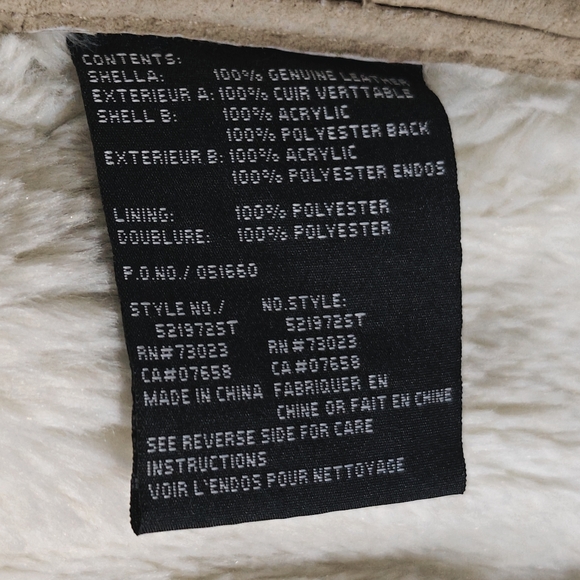 CONTENTS:
SHELLA: 100% GENUINE LEATHER
EXTERIEUR A: 100% CUIR VERTTABLE
SHELL B: 100% ACRYLIC
100% POLYESTER BACK
EXTERIEUR B: 100% ACRYLIC
100% POLYESTER ENDOS
LINING: 100% POLYESTER
DOUBLURE: 100% POLYESTER
P.O.NO./ 051660
STYLE NO./ NO.STYLE:
521972ST 521972ST
RN#73023 RN#73023
CA#07658 CA#07658
MADE IN CHINA FABRIQUER EN
CHINE OR FAIT EN CHINE
SEE REVERSE SIDE FOR CARE
INSTRUCTIONS
VOIR L'ENDOS POUR NETTOYAGE